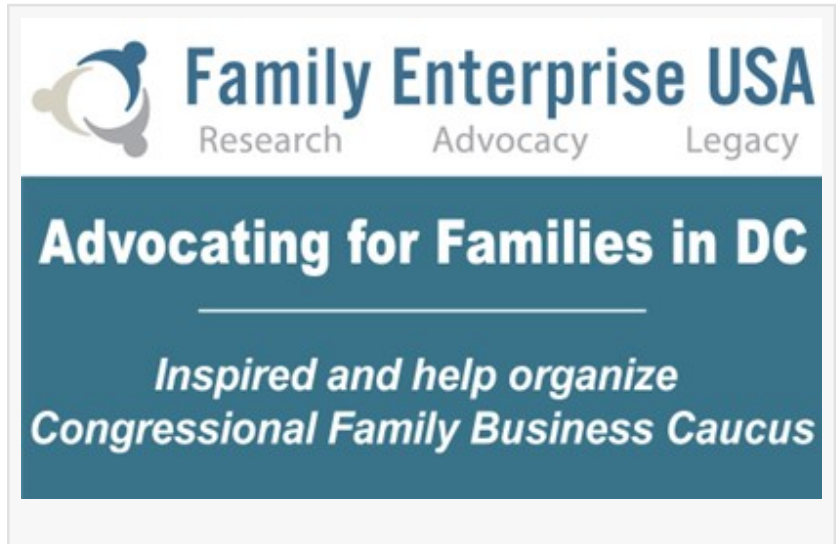 Family Enterprise USA
Research Advocacy Legacy
Advocating for Families in DC
Inspired and help organize
Congressional Family Business Caucus